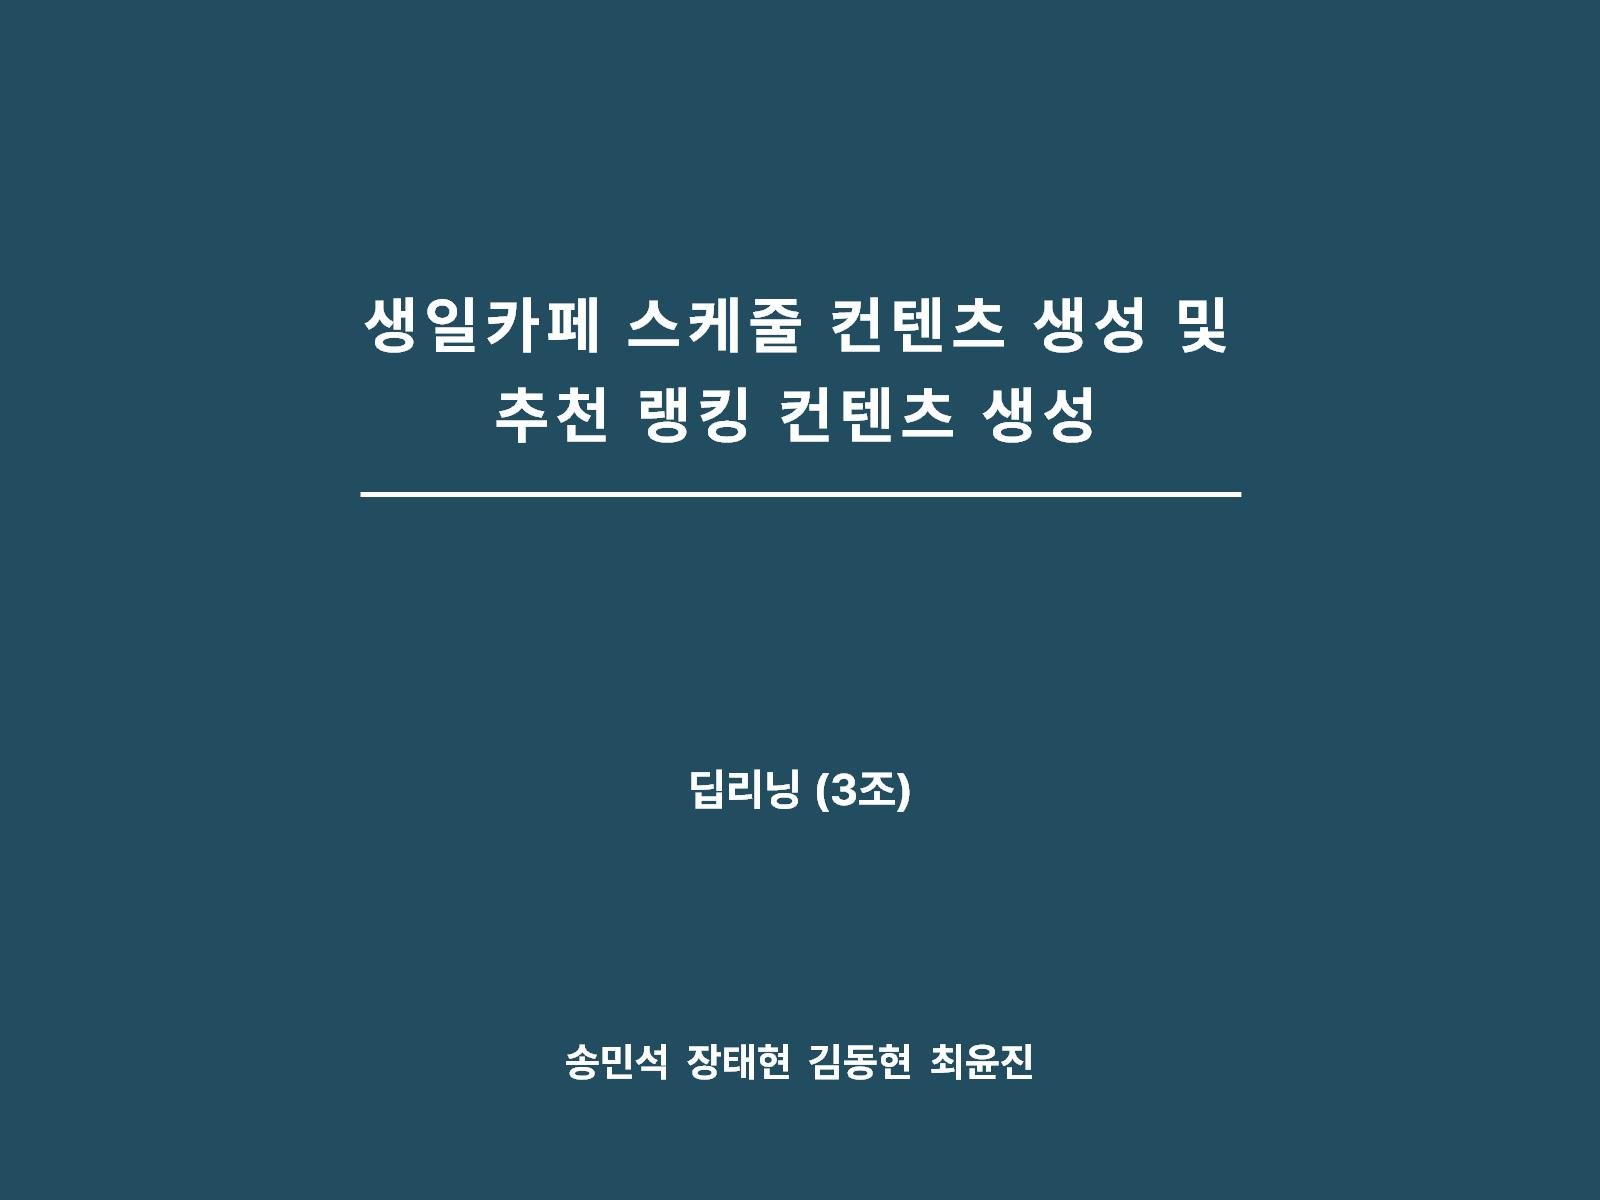 생일카페 스케줄 컨텐츠 생성 및
추천 랭킹 컨텐츠 생성
딥리닝 (3조)
송민석 장태현 김동현 최윤진